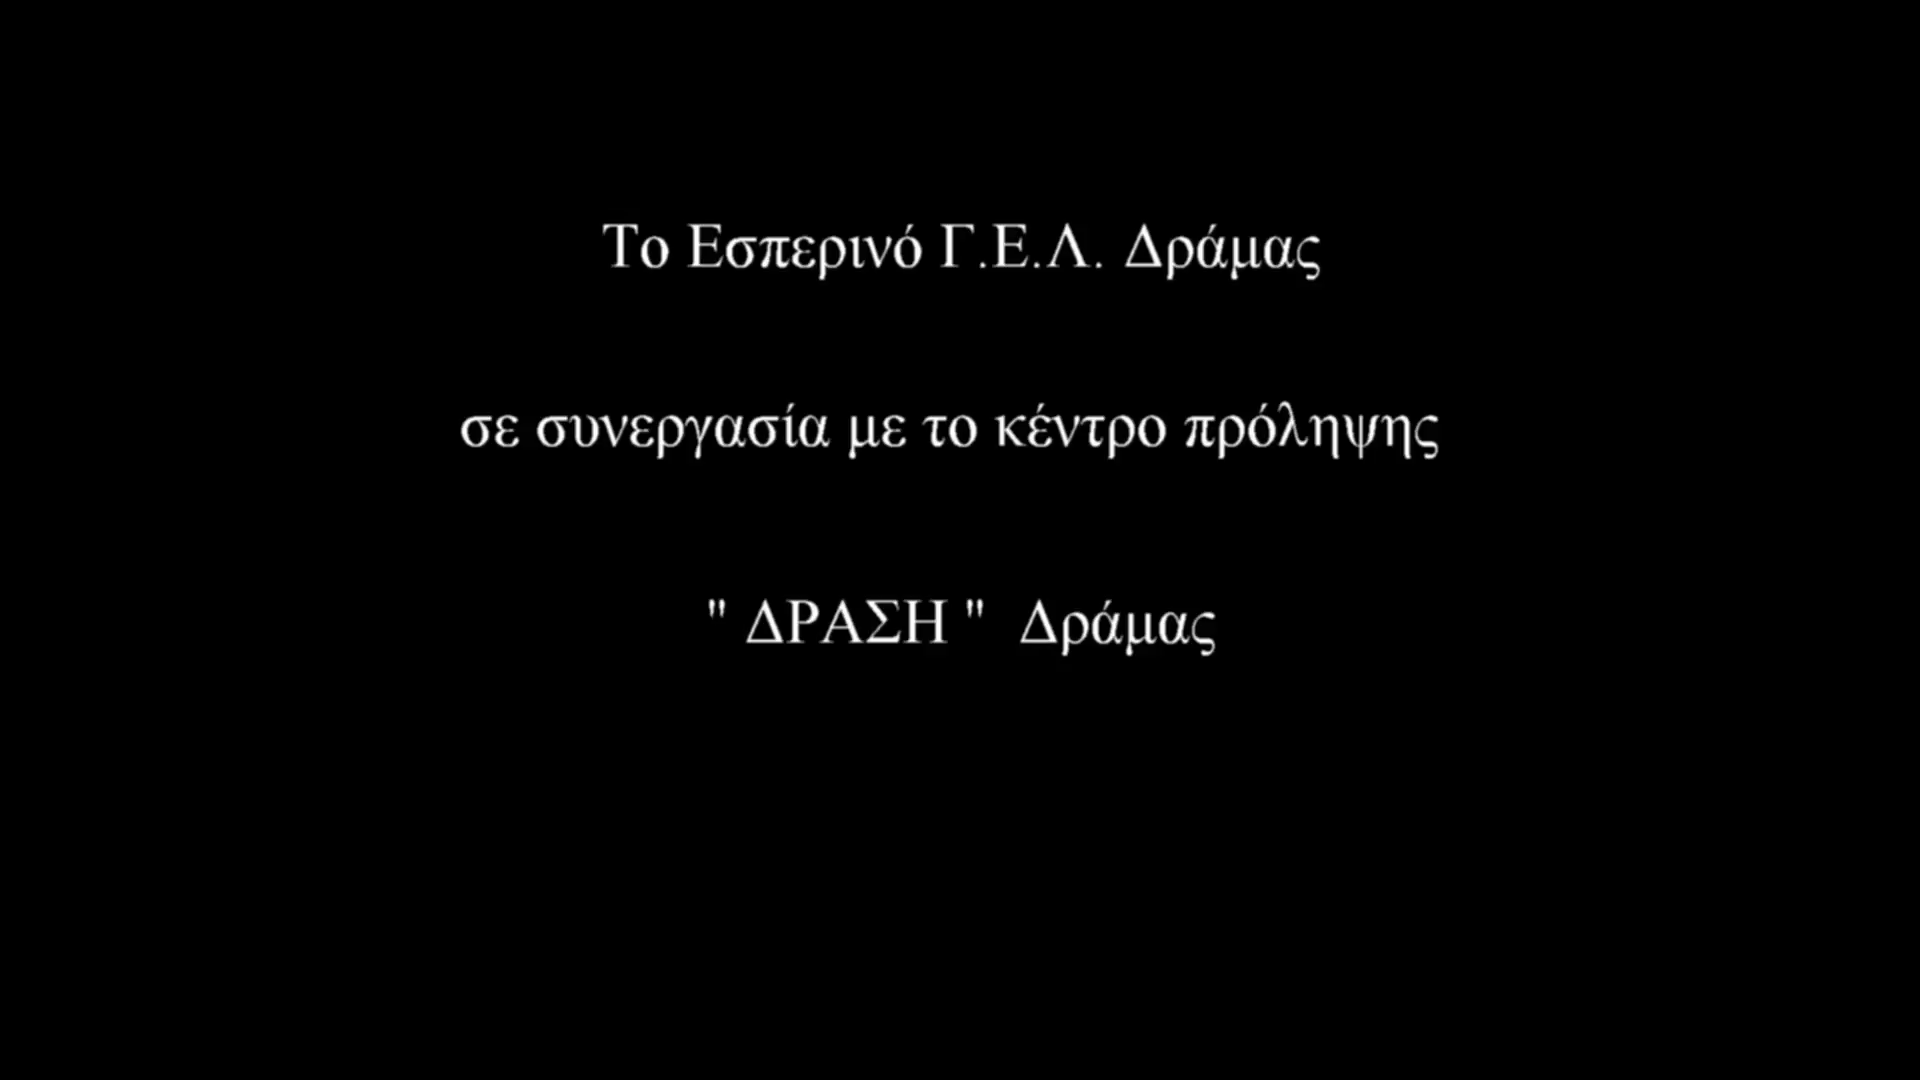 Το Εσπερινό Γ.Ε.Λ. Δράμας
σε συνεργασία με το κέντρο πρόληψης
" ΔΡΑΣΗ "  Δράμας